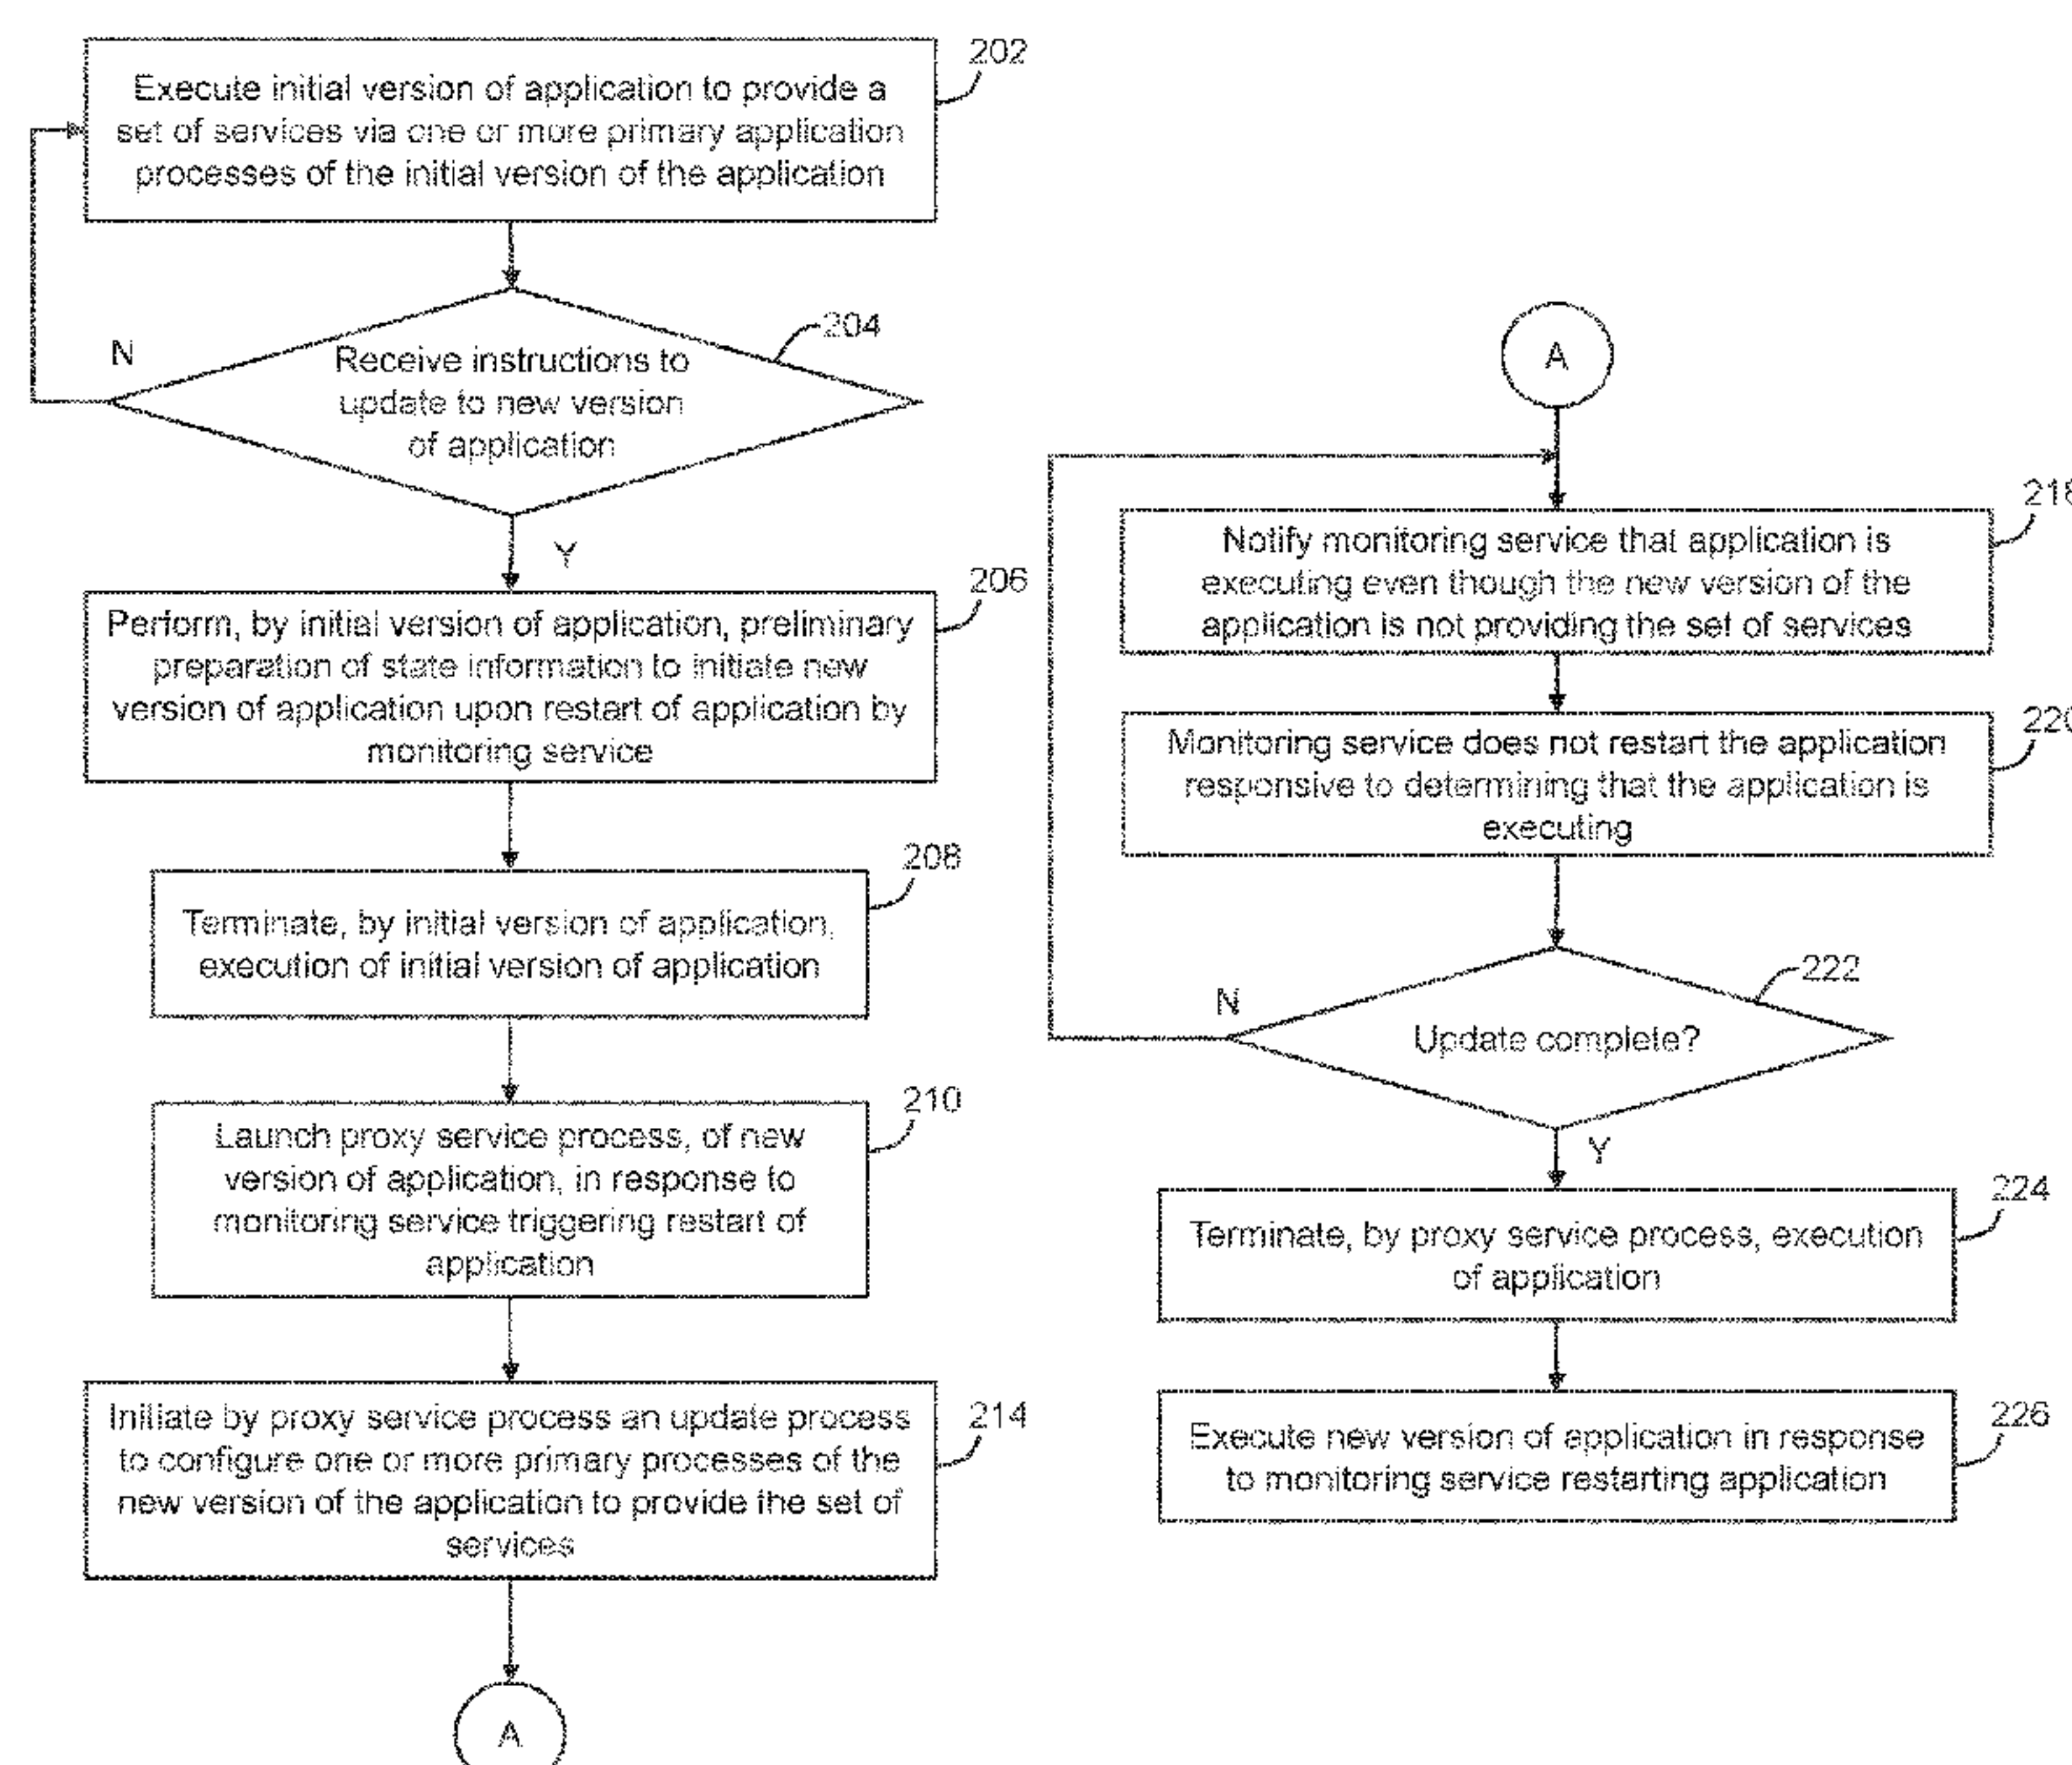 202
Execute initial version of application to provide a
set of services via one or more primary application
processes of the initial version of the application
204
N
Receive instructions to
update to new version
of application
Y
206
Perform, by initial version of application, preliminary
preparation of state information to initiate new
version of application upon restart of application by
monitoring service
208
Terminate, by initial version of application,
execution of initial version of application
210
Launch proxy service process, of new
version of application, in response to
monitoring service triggering restart of
application
214
Initiate by proxy service process an update process
to configure one or more primary processes of the
new version of the application to provide the set of
services
A
A
218
Notify monitoring service that application is
executing even though the new version of the
application is not providing the set of services
220
Monitoring service does not restart the application
responsive to determining that the application is
executing
222
N
Update complete?
Y
224
Terminate, by proxy service process, execution
of application
226
Execute new version of application in response
to monitoring service restarting application